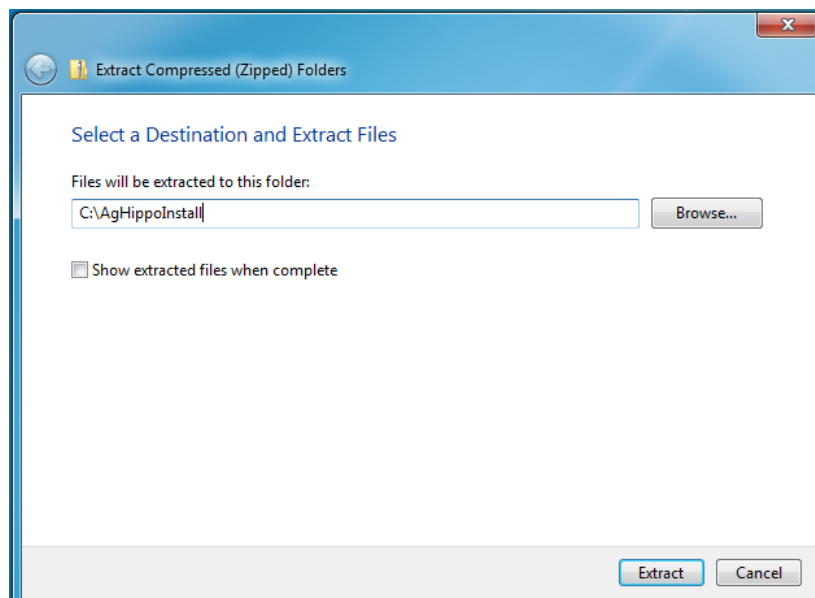 Extract Compressed (Zipped) Folders
Select a Destination and Extract Files
Files will be extracted to this folder:
C:\AgHippoInstall
Browse...
Show extracted files when complete
Extract
Cancel